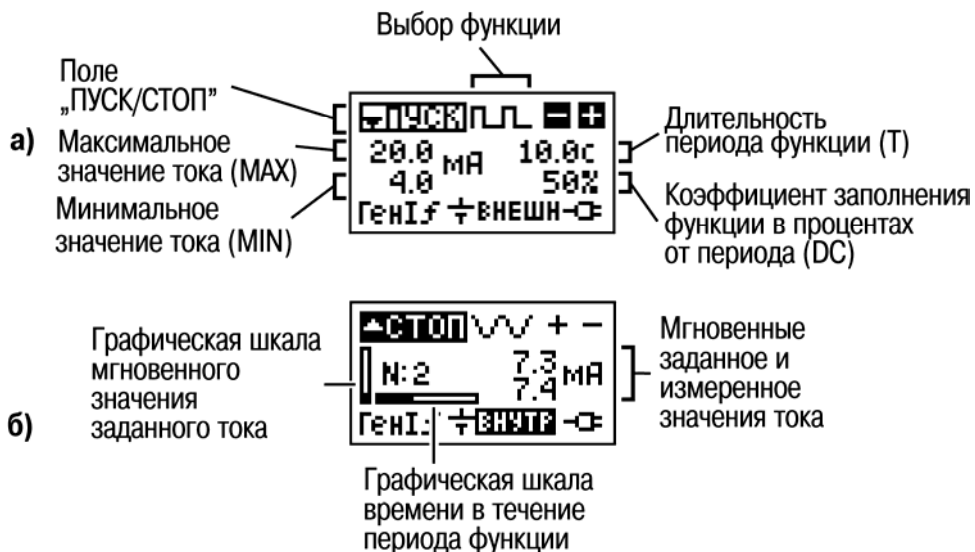 Выбор функции
Поле
„ПУСК/СТОП”
а)
Максимальное
значение тока (MAX)
Минимальное
значение тока (MIN)
ПУСК
20.0 мА 10.0с
4.0 50%
ГенIƒ ВНЕШН
Длительность
периода функции (T)
Коэффициент заполнения
функции в процентах
от периода (DC)
б)
Графическая шкала
мгновенного
значения
заданного тока
СТОП + -
N:2 7.3 мА
7.4
ГенI ВНУТР
Мгновенные
заданное и
измеренное
значения тока
Графическая шкала
времени в течение
периода функции